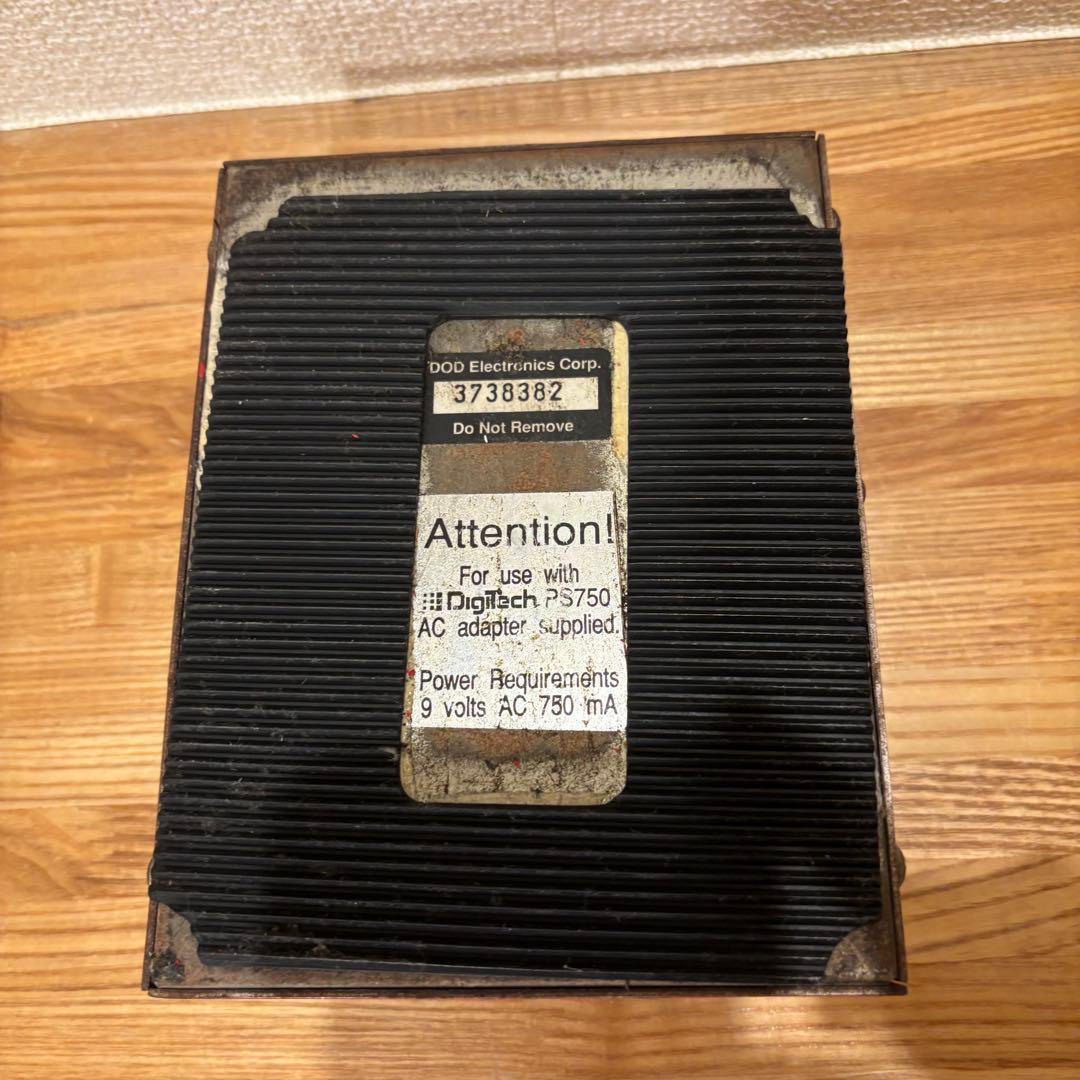 DOD Electronics Corp.
3738382
Do Not Remove
Attention!
For use with
DigiTech PS750
AC adapter supplied.
Power Requirements
9 volts AC 750 mA